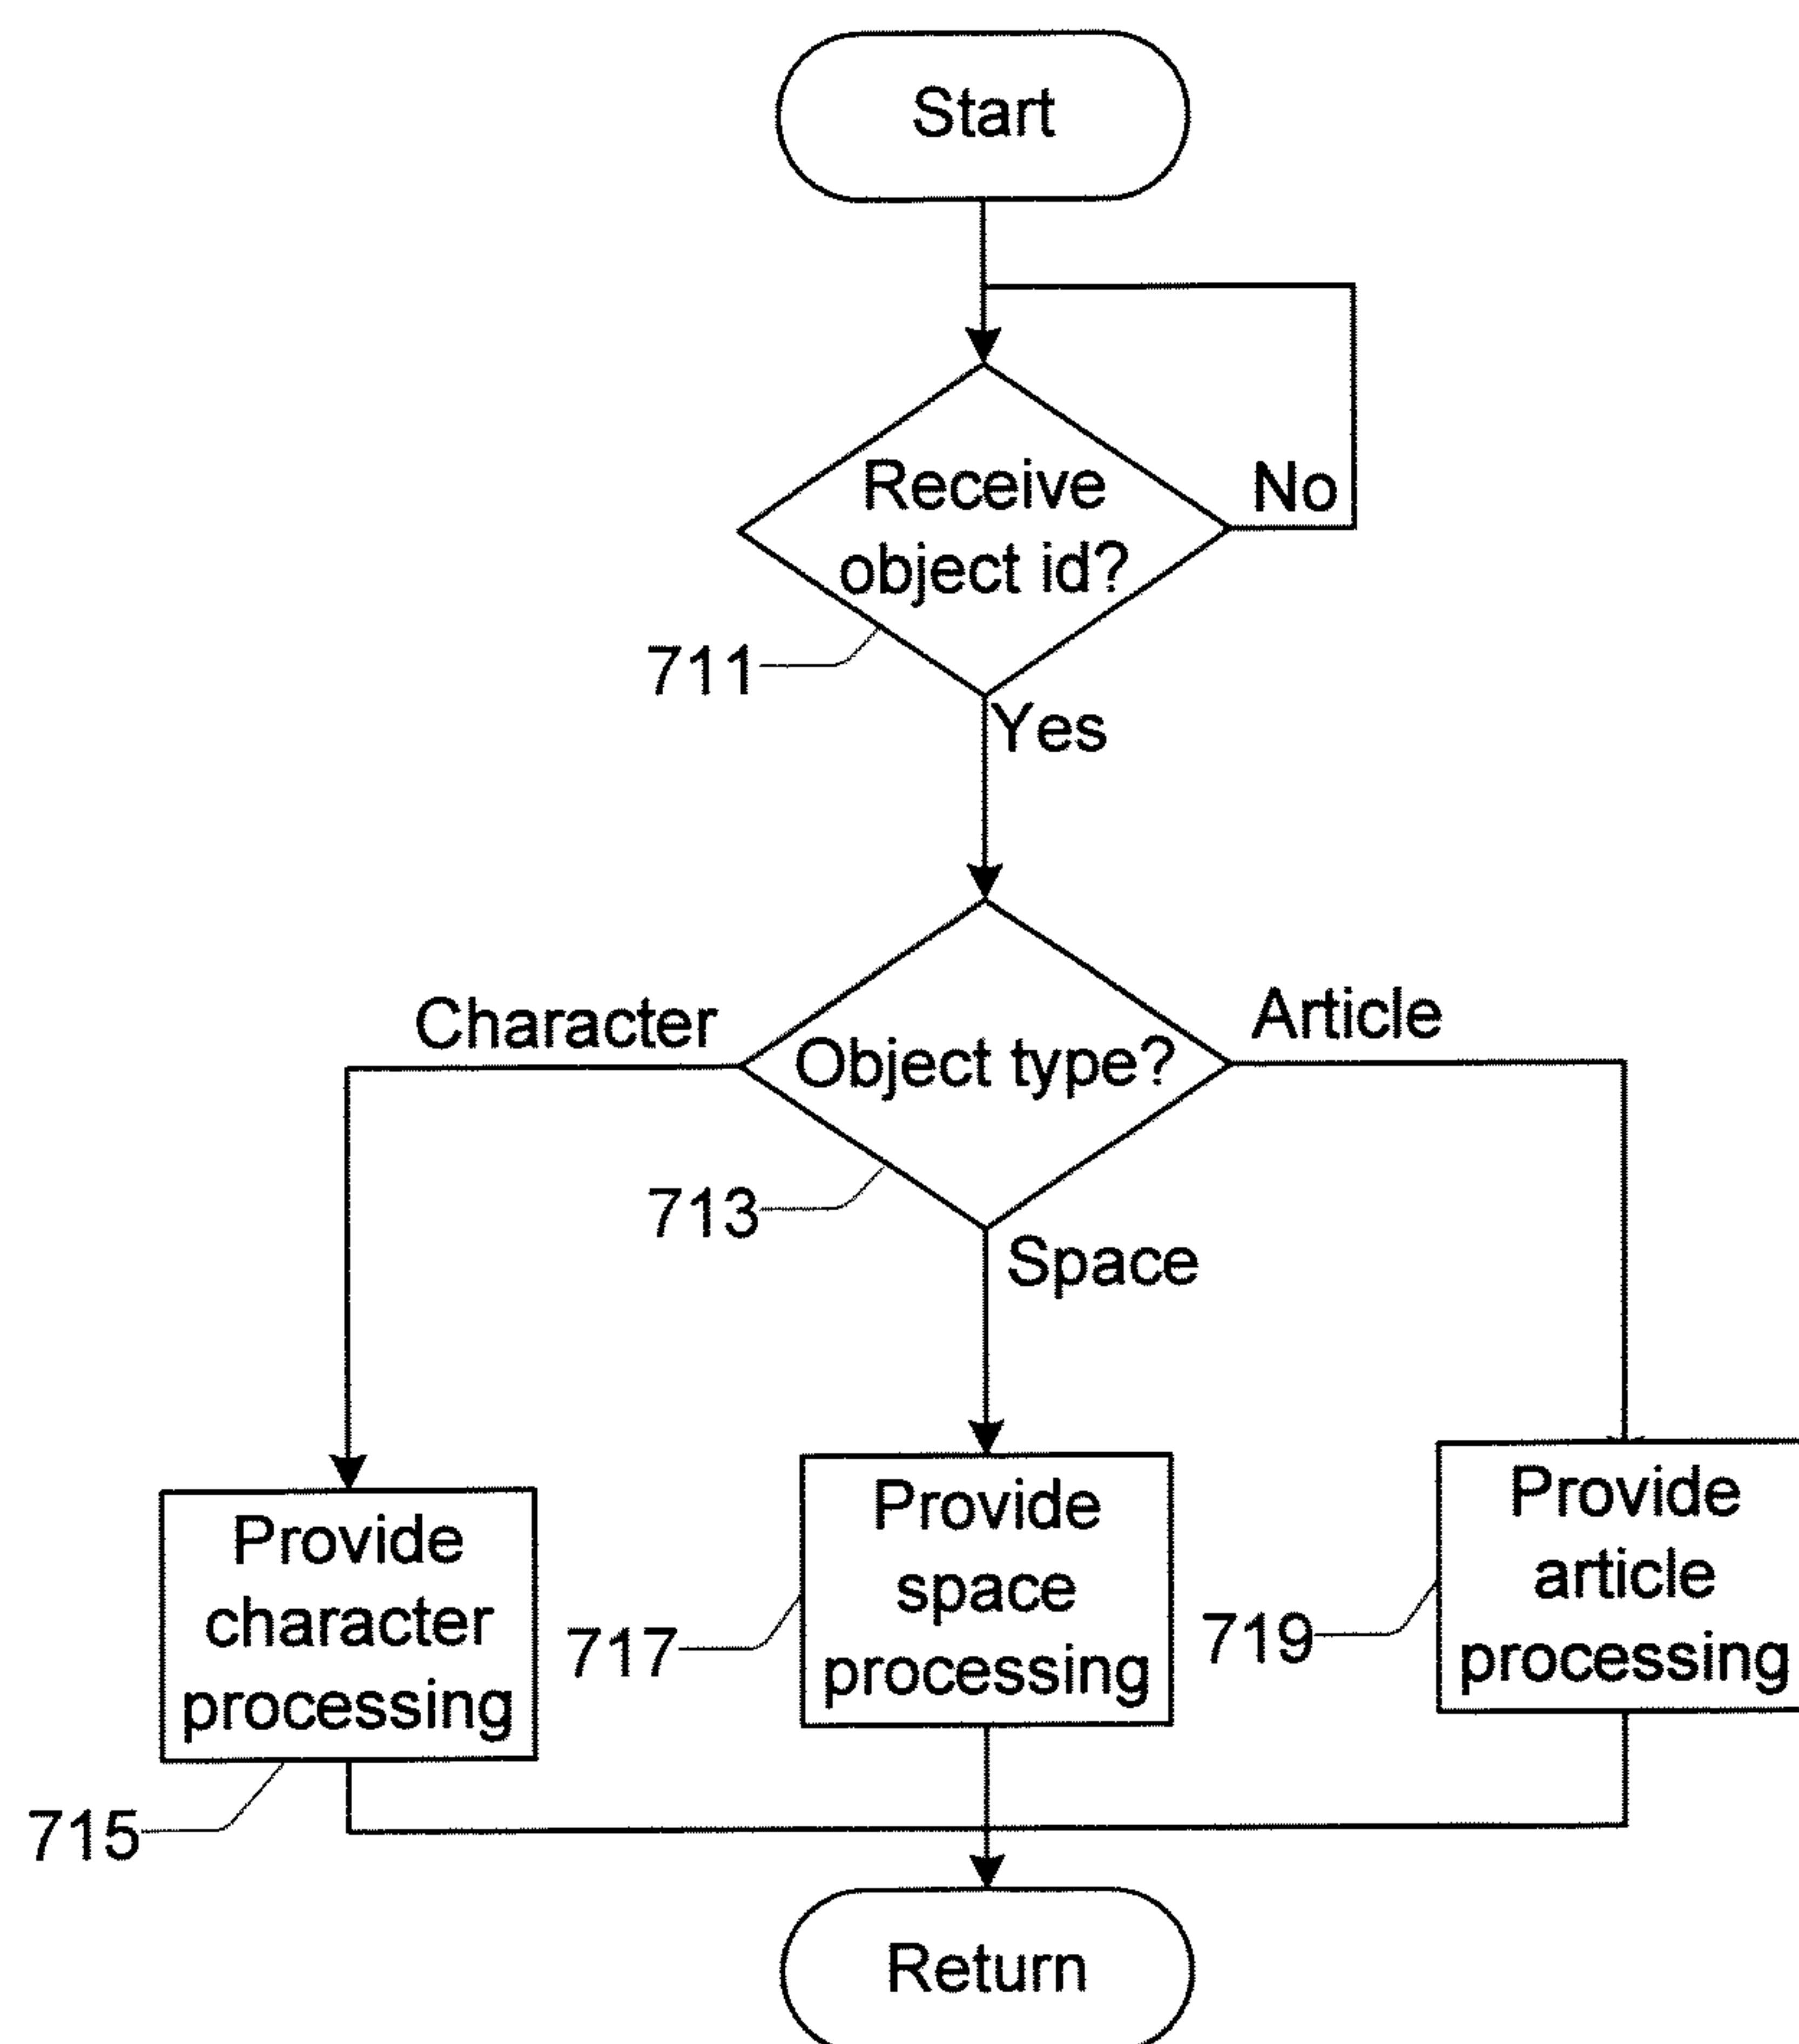 Start
Receive
object id?
No
711
Yes
Character
Object type?
Article
713
Space
Provide
character
processing
715
Provide
space
processing
717
Provide
article
processing
719
Return